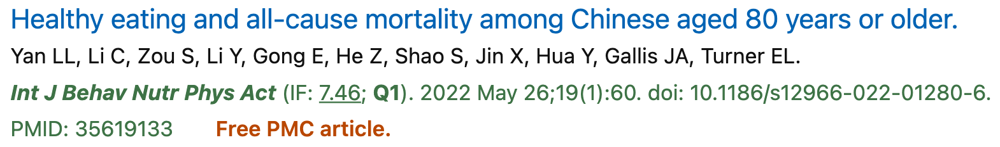 Healthy eating and all-cause mortality among Chinese aged 80 years or older.
Yan LL, Li C, Zou S, Li Y, Gong E, He Z, Shao S, Jin X, Hua Y, Gallis JA, Turner EL.
Int J Behav Nutr Phys Act (IF: 7.46; Q1). 2022 May 26;19(1):60. doi: 10.1186/s12966-022-01280-6.
PMID: 35619133 Free PMC article.